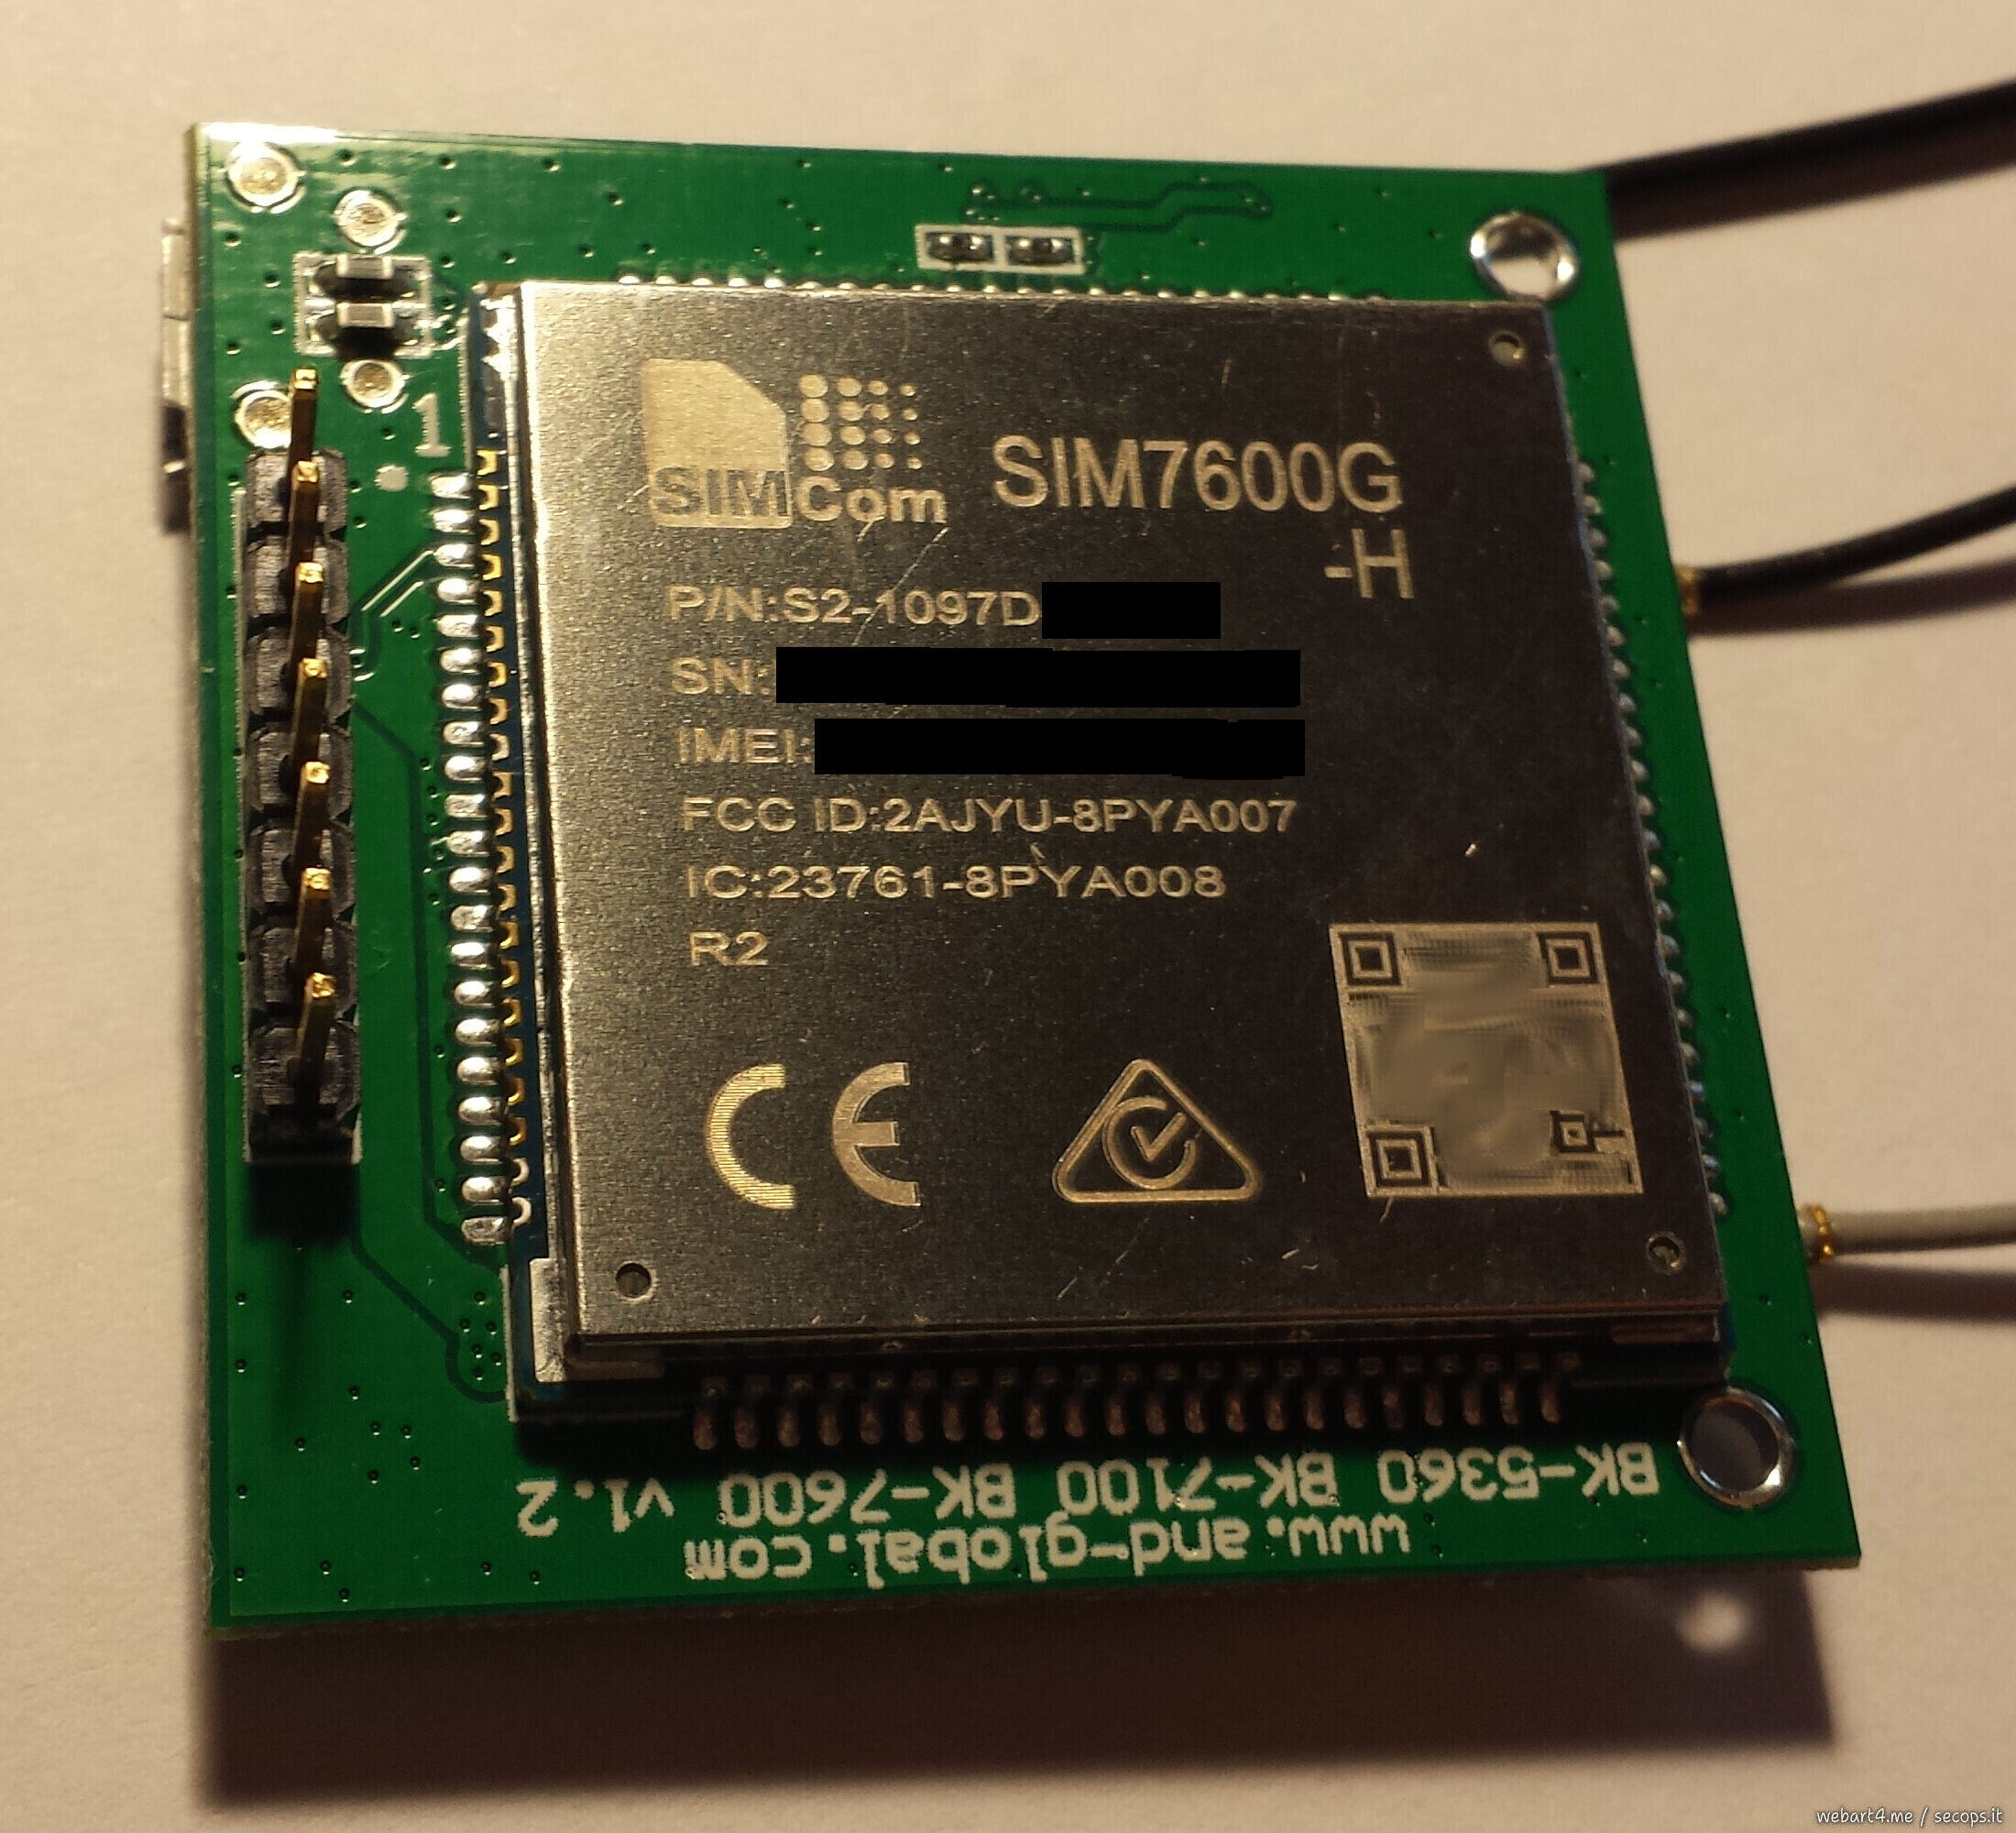 1
SIMCom
SIM7600G
-H
P/N:S2-1097D
SN:
IMEI:
FCC ID:2AJYU-8PYA007
IC:23761-8PYA008
R2
CE
BK-5360 BK-7100 BK-7600 v1.2
www.and-global.com
webart4.me / secops.it